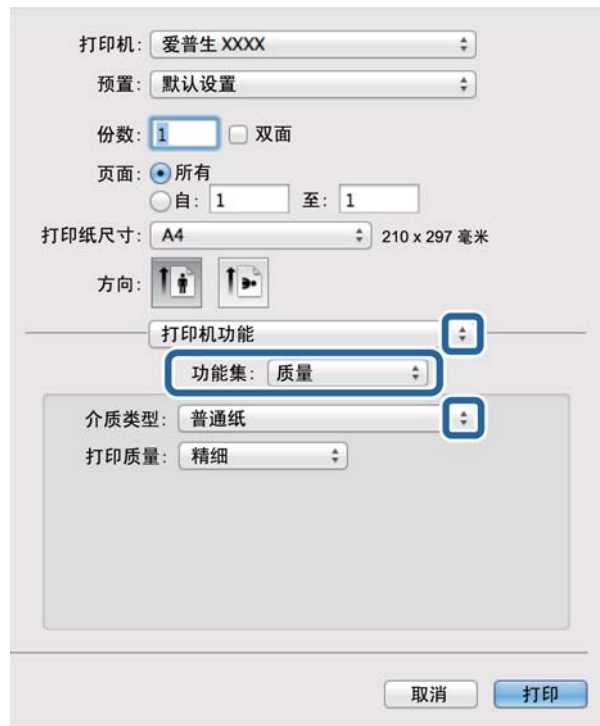 打印机: 爱普生 XXXX
预置: 默认设置
份数: 1 双面
页面: 所有
自: 1 至: 1
打印纸尺寸: A4 210 x 297 毫米
方向:
打印机功能
功能集: 质量
介质类型: 普通纸
打印质量: 精细
取消 打印